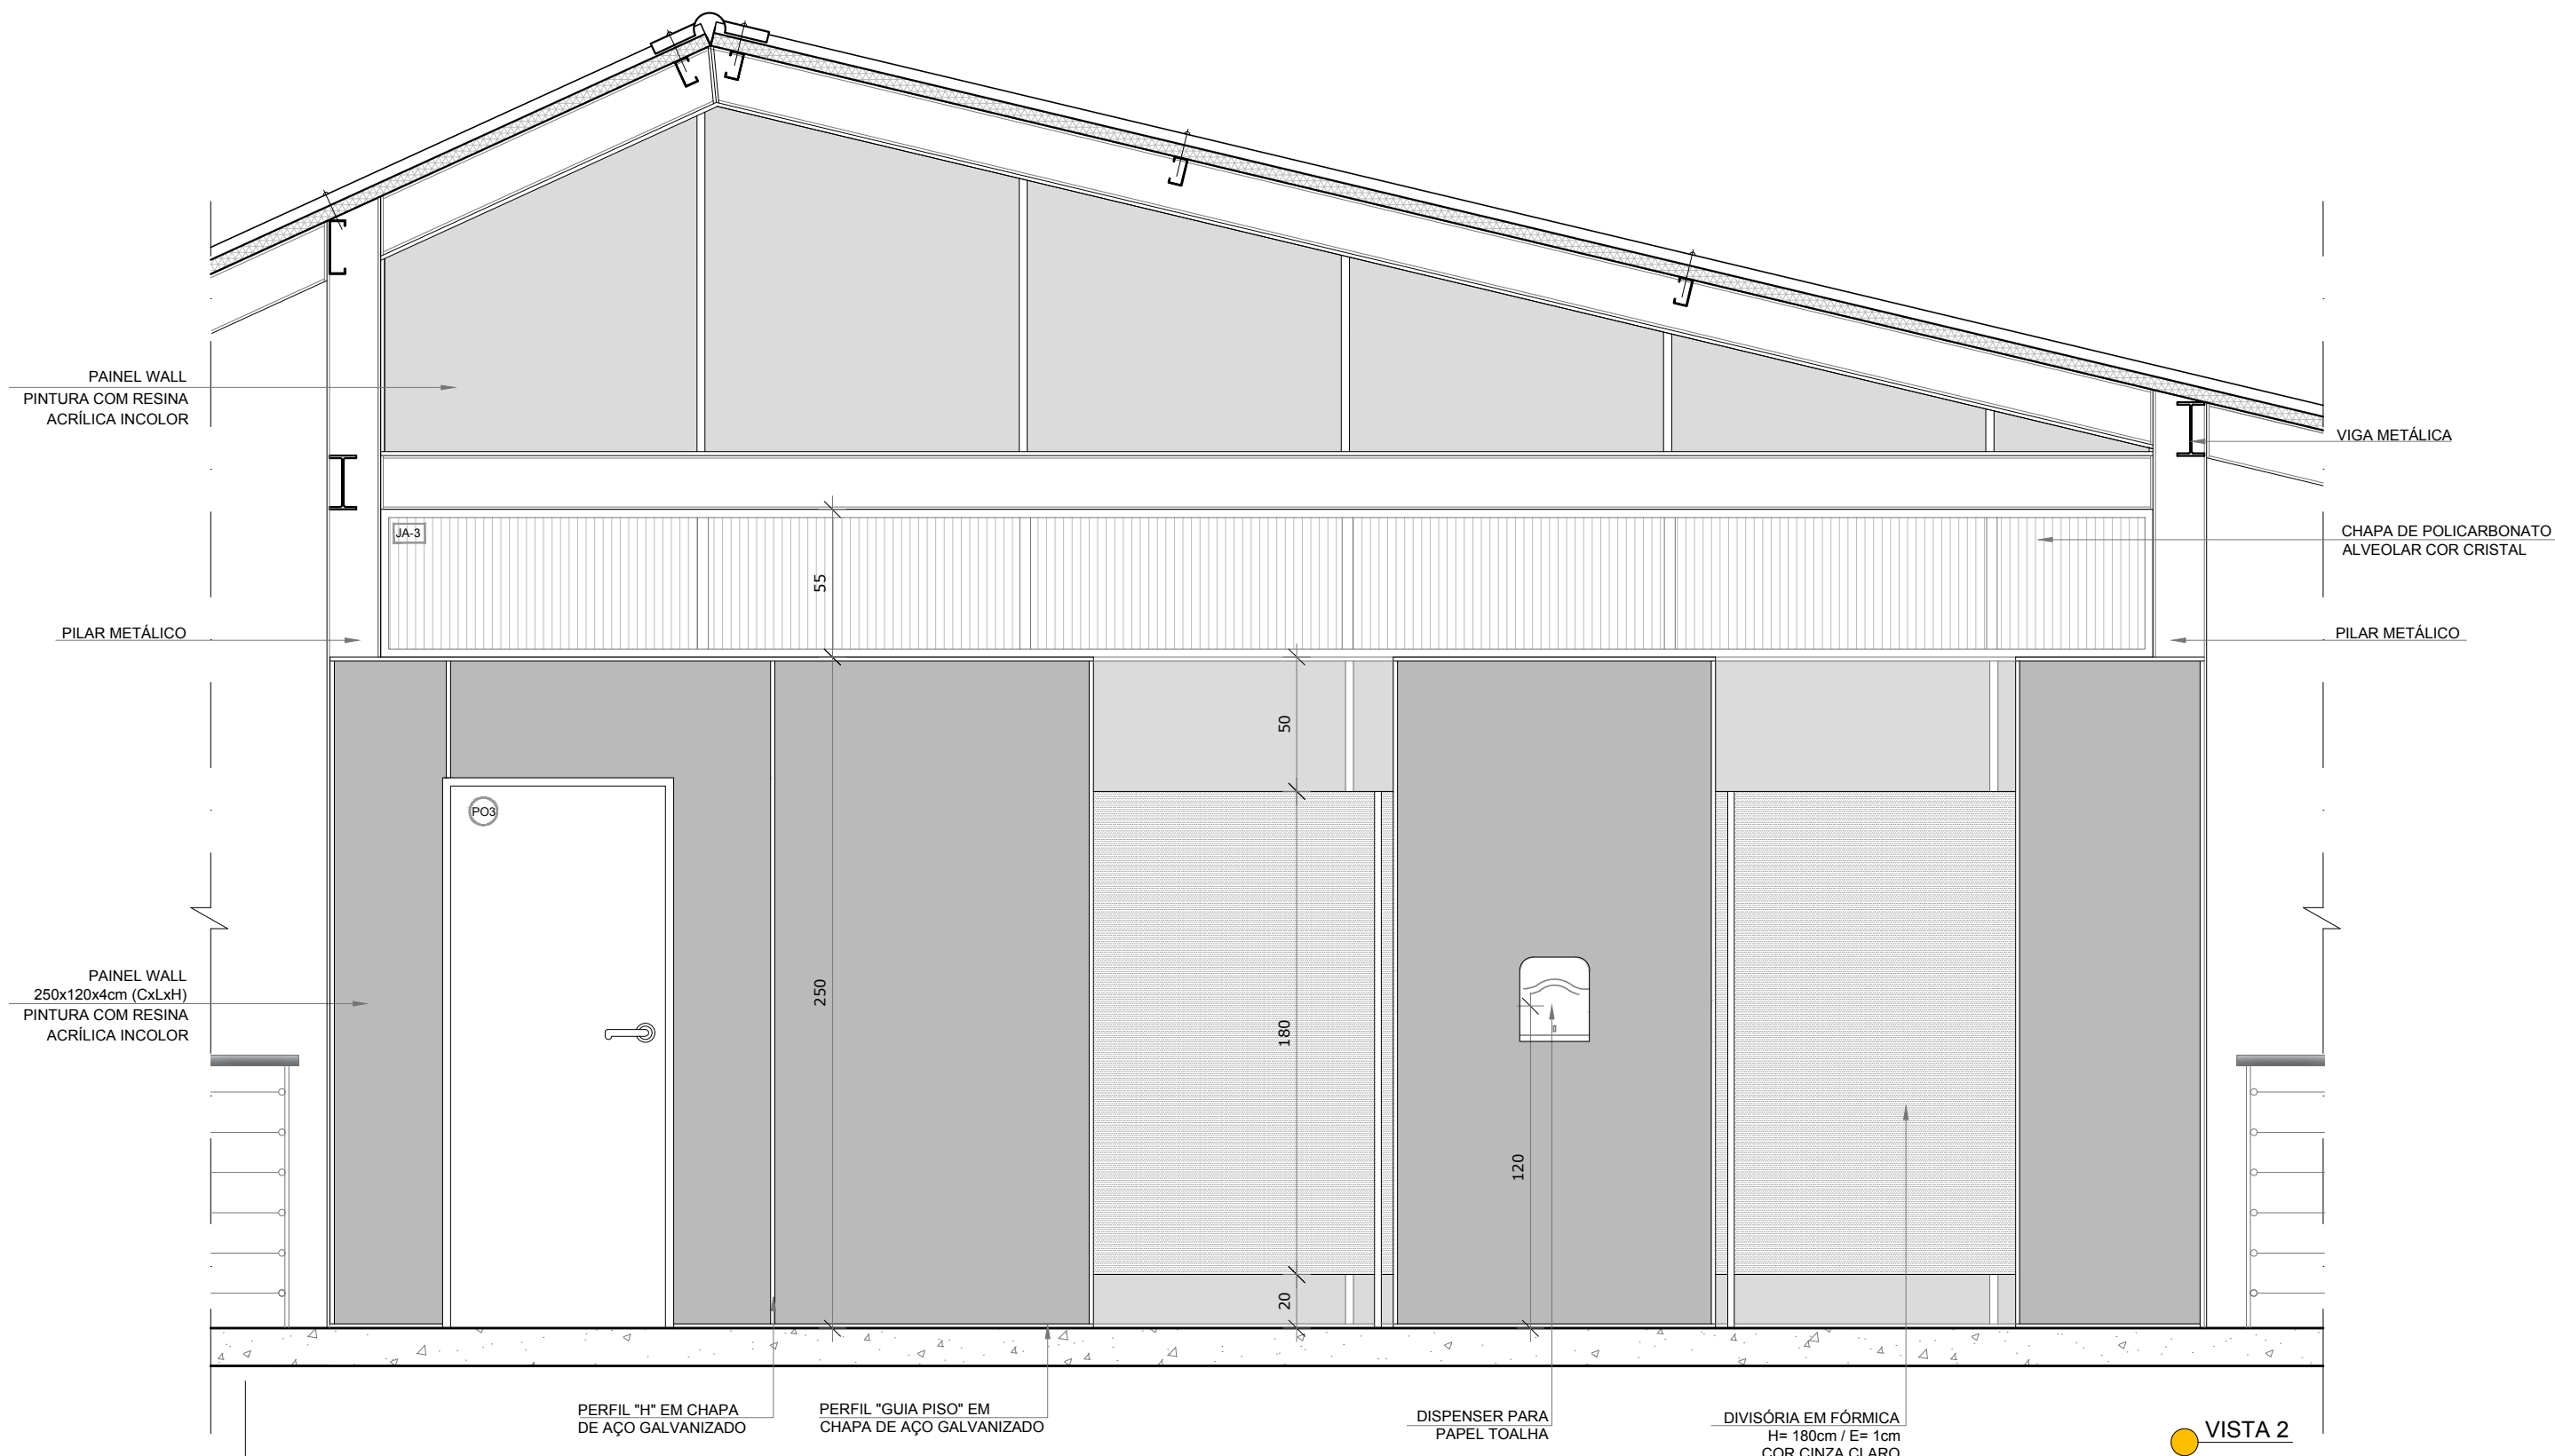 PAINEL WALL
PINTURA COM RESINA
ACRÍLICA INCOLOR
VIGA METÁLICA
JA-3
CHAPA DE POLICARBONATO
ALVEOLAR COR CRISTAL
55
PILAR METÁLICO
PILAR METÁLICO
50
PO3
PAINEL WALL
250x120x4cm (CxLxH)
PINTURA COM RESINA
ACRÍLICA INCOLOR
250
180
120
20
PERFIL "H" EM CHAPA
DE AÇO GALVANIZADO
PERFIL "GUIA PISO" EM
CHAPA DE AÇO GALVANIZADO
DISPENSER PARA
PAPEL TOALHA
DIVISÓRIA EM FÓRMICA
H= 180cm / E= 1cm
COR CINZA CLARO
VISTA 2